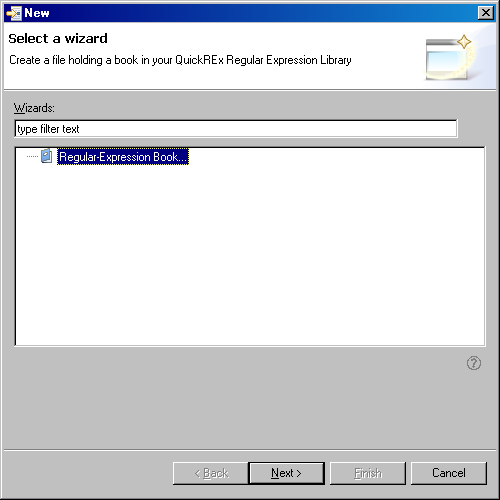 New
Select a wizard
Create a file holding a book in your QuickREx Regular Expression Library
Wizards:
type filter text
Regular-Expression Book...
?
< Back
Next >
Finish
Cancel